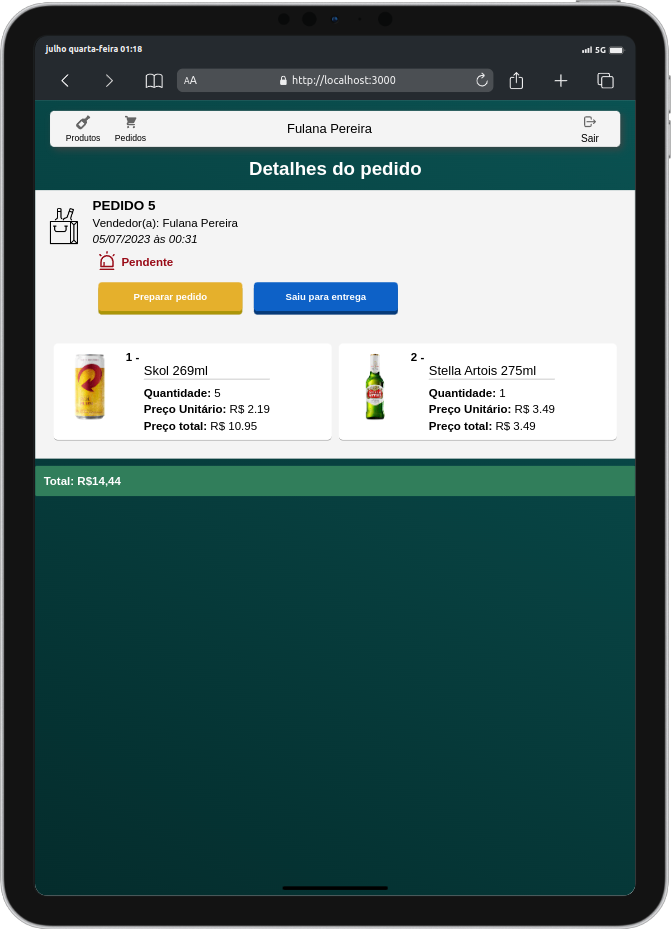 julho quarta-feira 01:18
5G
AA
http://localhost:3000
Produtos
Pedidos
Fulana Pereira
Sair
Detalhes do pedido
PEDIDO 5
Vendedor(a): Fulana Pereira
05/07/2023 às 00:31
Pendente
Preparar pedido
Saiu para entrega
1 -
Skol 269ml
Quantidade: 5
Preço Unitário: R$ 2.19
Preço total: R$ 10.95
2 -
Stella Artois 275ml
Quantidade: 1
Preço Unitário: R$ 3.49
Preço total: R$ 3.49
Total: R$14,44